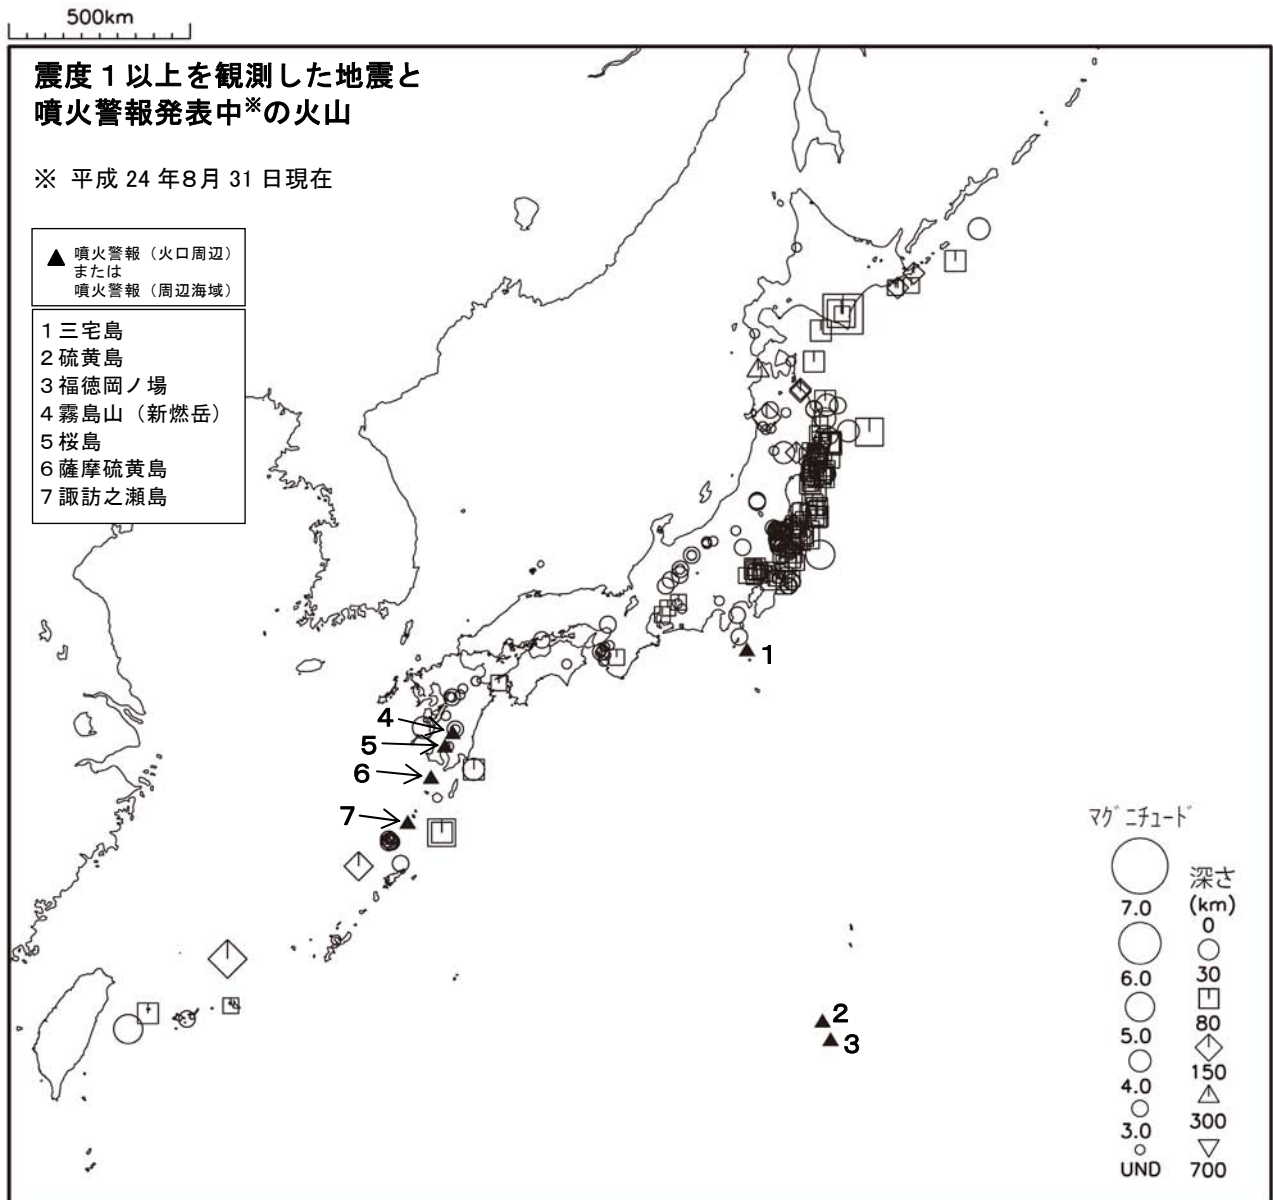 500km
震度１以上を観測した地震と
噴火警報発表中※の火山
※ 平成 24 年8月 31 日現在
▲ 噴火警報（火口周辺）
または
噴火警報（周辺海域）
1 三宅島
2 硫黄島
3 福徳岡ノ場
4 霧島山（新燃岳）
5 桜島
6 薩摩硫黄島
7 諏訪之瀬島
1
4
5
6
7
2
3
マグニチュード
7.0
6.0
5.0
4.0
3.0
UND
深さ
(km)
0
30
80
150
300
700